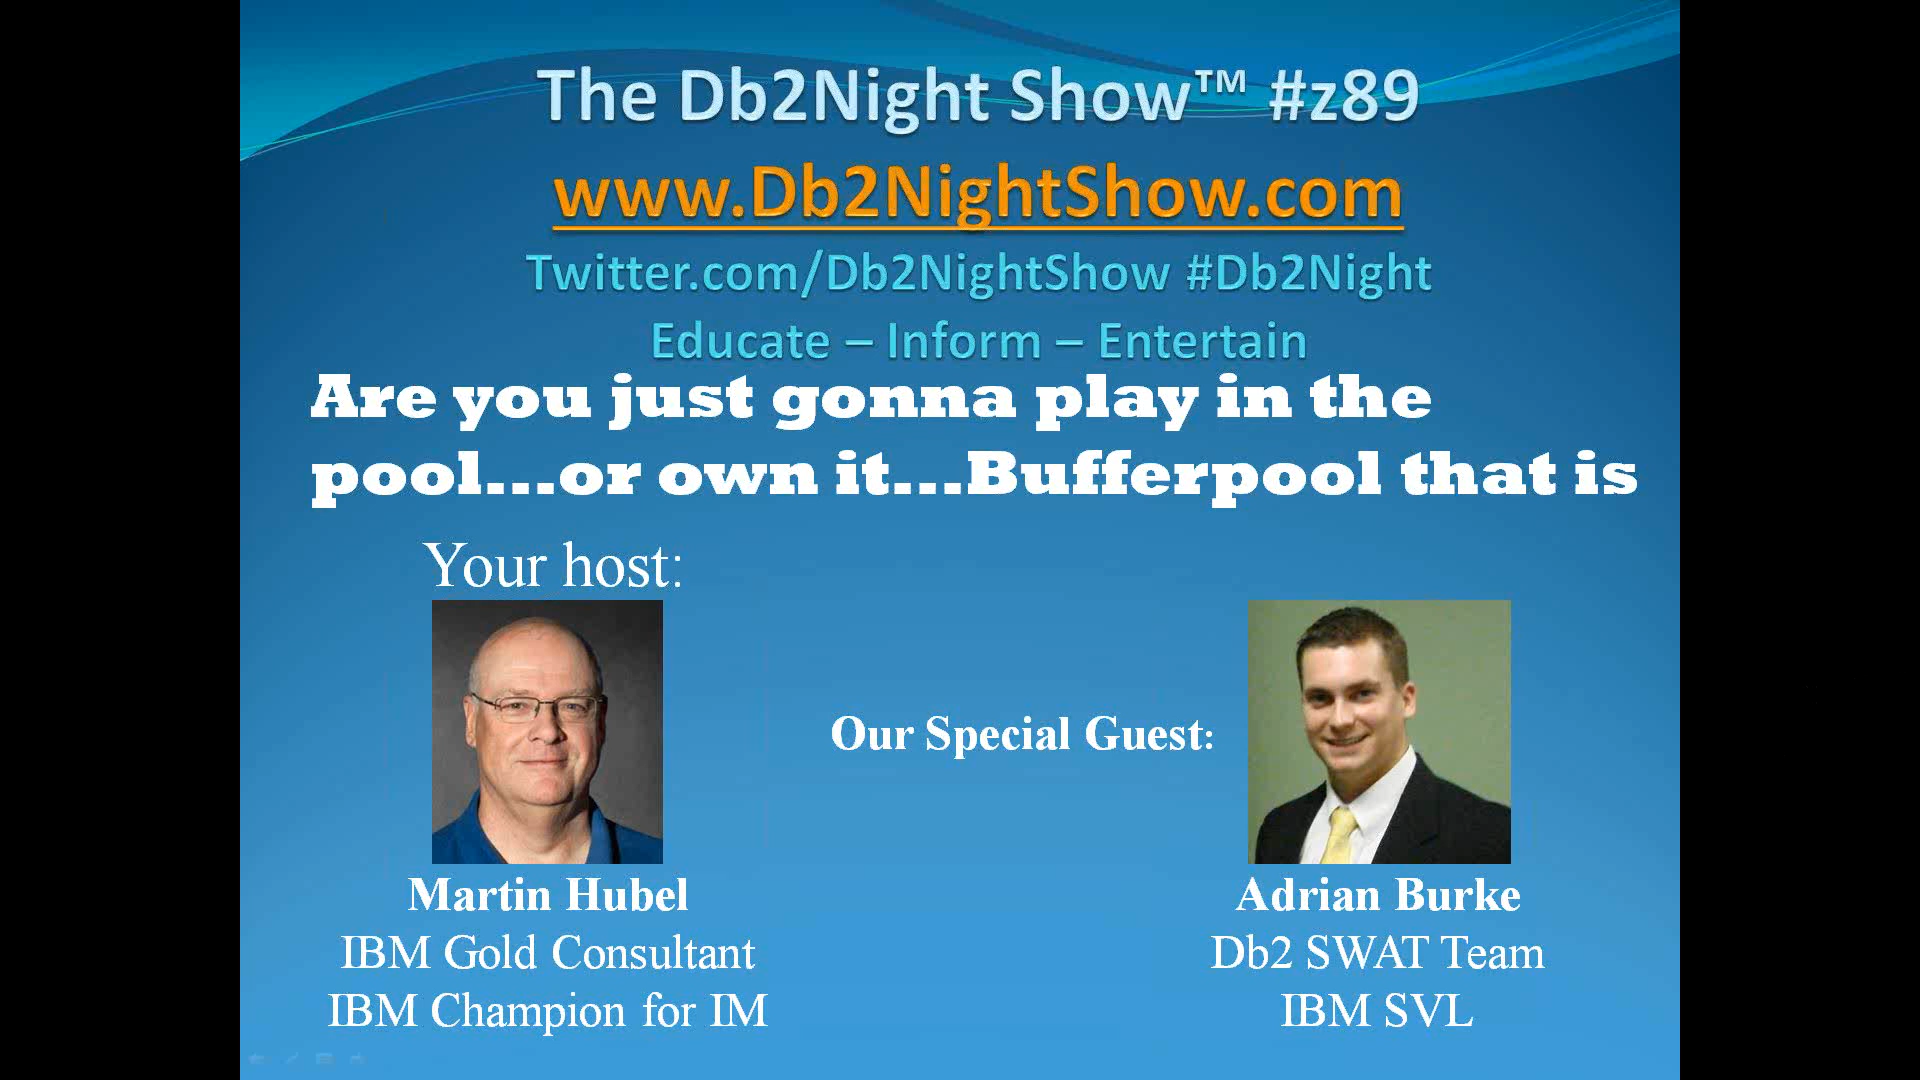 The Db2Night Show™ #z89
www.Db2NightShow.com
Twitter.com/Db2NightShow #Db2Night
Educate – Inform – Entertain
Are you just gonna play in the
pool...or own it...Bufferpool that is
Your host:
Our Special Guest:
Martin Hubel
IBM Gold Consultant
IBM Champion for IM
Adrian Burke
Db2 SWAT Team
IBM SVL